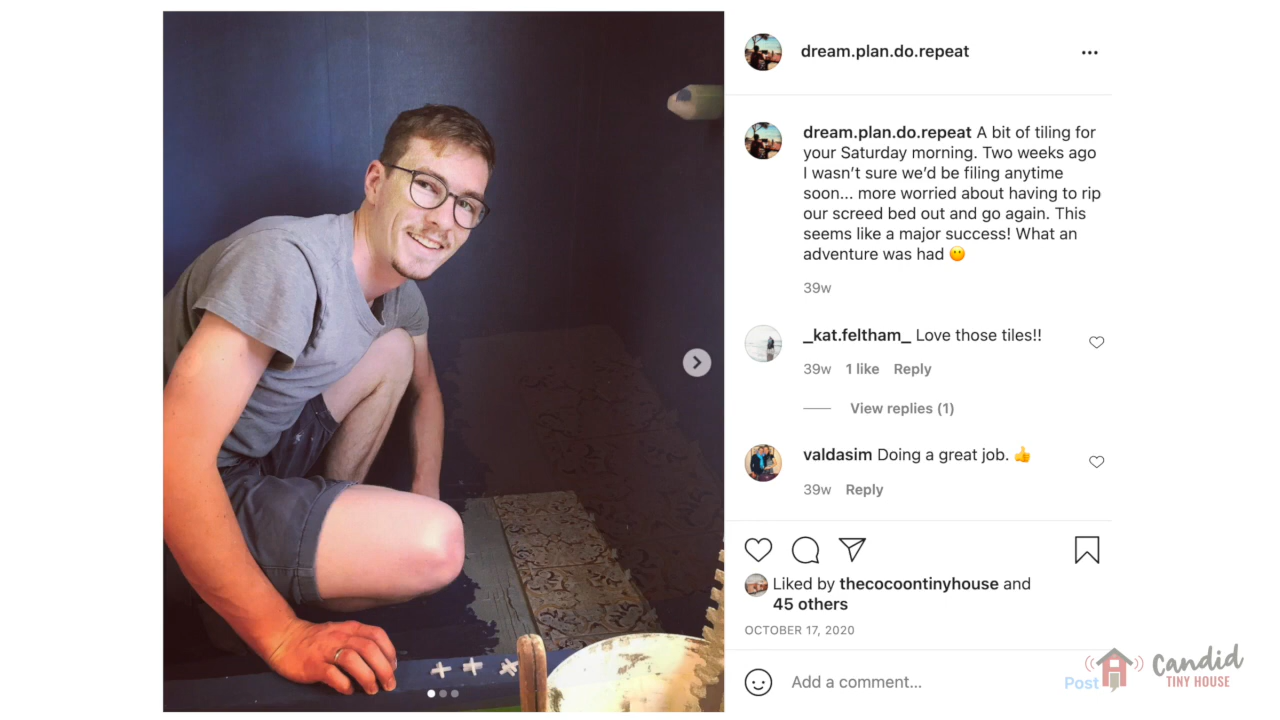 dream.plan.do.repeat
dream.plan.do.repeat A bit of tiling for
your Saturday morning. Two weeks ago
I wasn't sure we'd be filing anytime
soon... more worried about having to rip
our screed bed out and go again. This
seems like a major success! What an
adventure was had 😶
39w
_kat.feltham_ Love those tiles!!
39w 1 like Reply
View replies (1)
valdasim Doing a great job. 👍
39w Reply
Liked by thecocoontinyhouse and
45 others
OCTOBER 17, 2020
Add a comment...
Post
Candid
TINY HOUSE